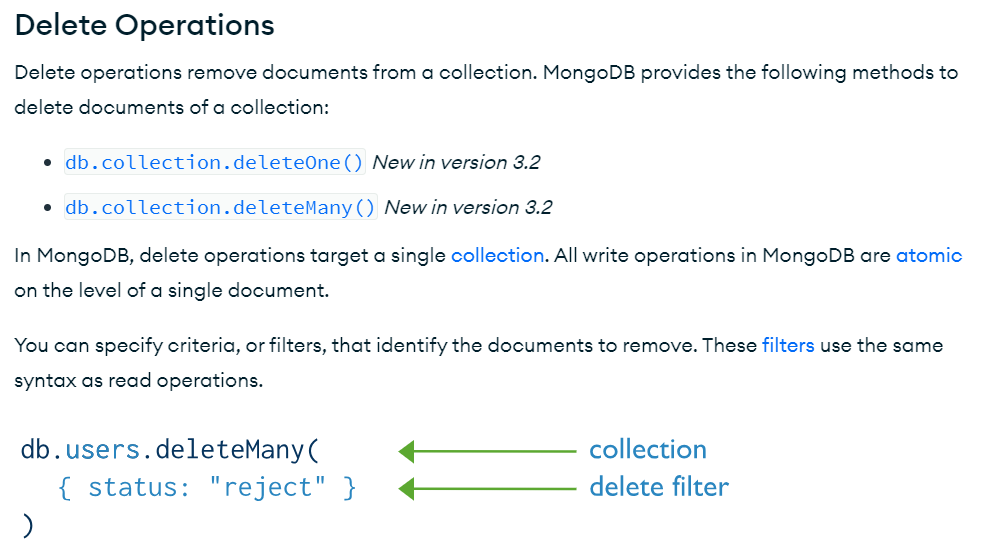 Delete Operations
Delete operations remove documents from a collection. MongoDB provides the following methods to
delete documents of a collection:
• db.collection.deleteOne() New in version 3.2
• db.collection.deleteMany() New in version 3.2
In MongoDB, delete operations target a single collection. All write operations in MongoDB are atomic
on the level of a single document.
You can specify criteria, or filters, that identify the documents to remove. These filters use the same
syntax as read operations.
db.users.deleteMany( collection
{ status: "reject" } delete filter
)